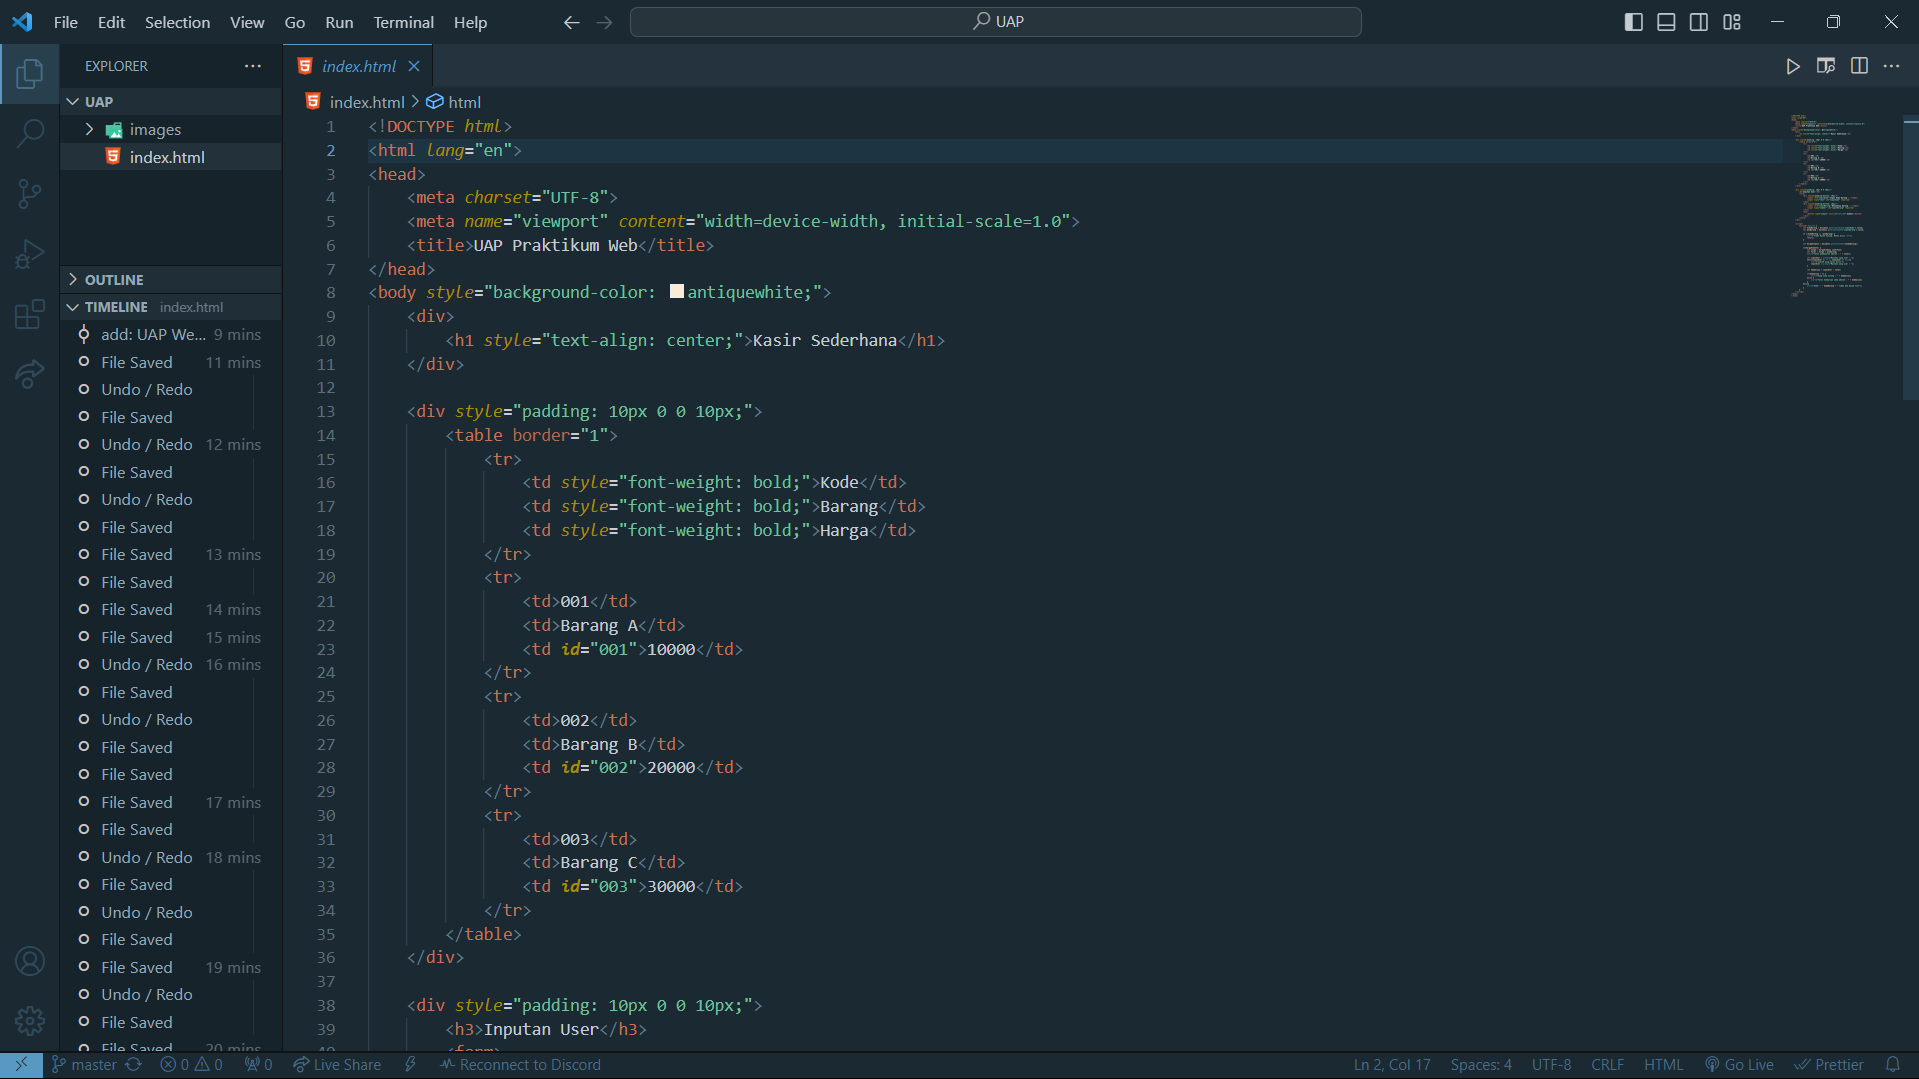 File Edit Selection View Go Run Terminal Help
UAP
EXPLORER
UAP
images
index.html
OUTLINE
TIMELINE index.html
add: UAP We... 9 mins
File Saved 11 mins
Undo / Redo
File Saved
Undo / Redo 12 mins
File Saved
Undo / Redo
File Saved
File Saved 13 mins
File Saved
File Saved 14 mins
File Saved 15 mins
Undo / Redo 16 mins
File Saved
Undo / Redo
File Saved
File Saved
File Saved 17 mins
File Saved
Undo / Redo 18 mins
File Saved
Undo / Redo
File Saved
File Saved 19 mins
Undo / Redo
File Saved
File Saved 20 mins
index.html
index.html > html
1 <!DOCTYPE html>
2 <html lang="en">
3 <head>
4 <meta charset="UTF-8">
5 <meta name="viewport" content="width=device-width, initial-scale=1.0">
6 <title>UAP Praktikum Web</title>
7 </head>
8 <body style="background-color: antiquewhite;">
9 <div>
10 <h1 style="text-align: center;">Kasir Sederhana</h1>
11 </div>
12
13 <div style="padding: 10px 0 0 10px;">
14 <table border="1">
15 <tr>
16 <td style="font-weight: bold;">Kode</td>
17 <td style="font-weight: bold;">Barang</td>
18 <td style="font-weight: bold;">Harga</td>
19 </tr>
20 <tr>
21 <td>001</td>
22 <td>Barang A</td>
23 <td id="001">10000</td>
24 </tr>
25 <tr>
26 <td>002</td>
27 <td>Barang B</td>
28 <td id="002">20000</td>
29 </tr>
30 <tr>
31 <td>003</td>
32 <td>Barang C</td>
33 <td id="003">30000</td>
34 </tr>
35 </table>
36 </div>
37
38 <div style="padding: 10px 0 0 10px;">
39 <h3>Inputan User</h3>
40 <form>
master 0 0 0 Live Share Reconnect to Discord Ln 2, Col 17 Spaces: 4 UTF-8 CRLF HTML Go Live Prettier